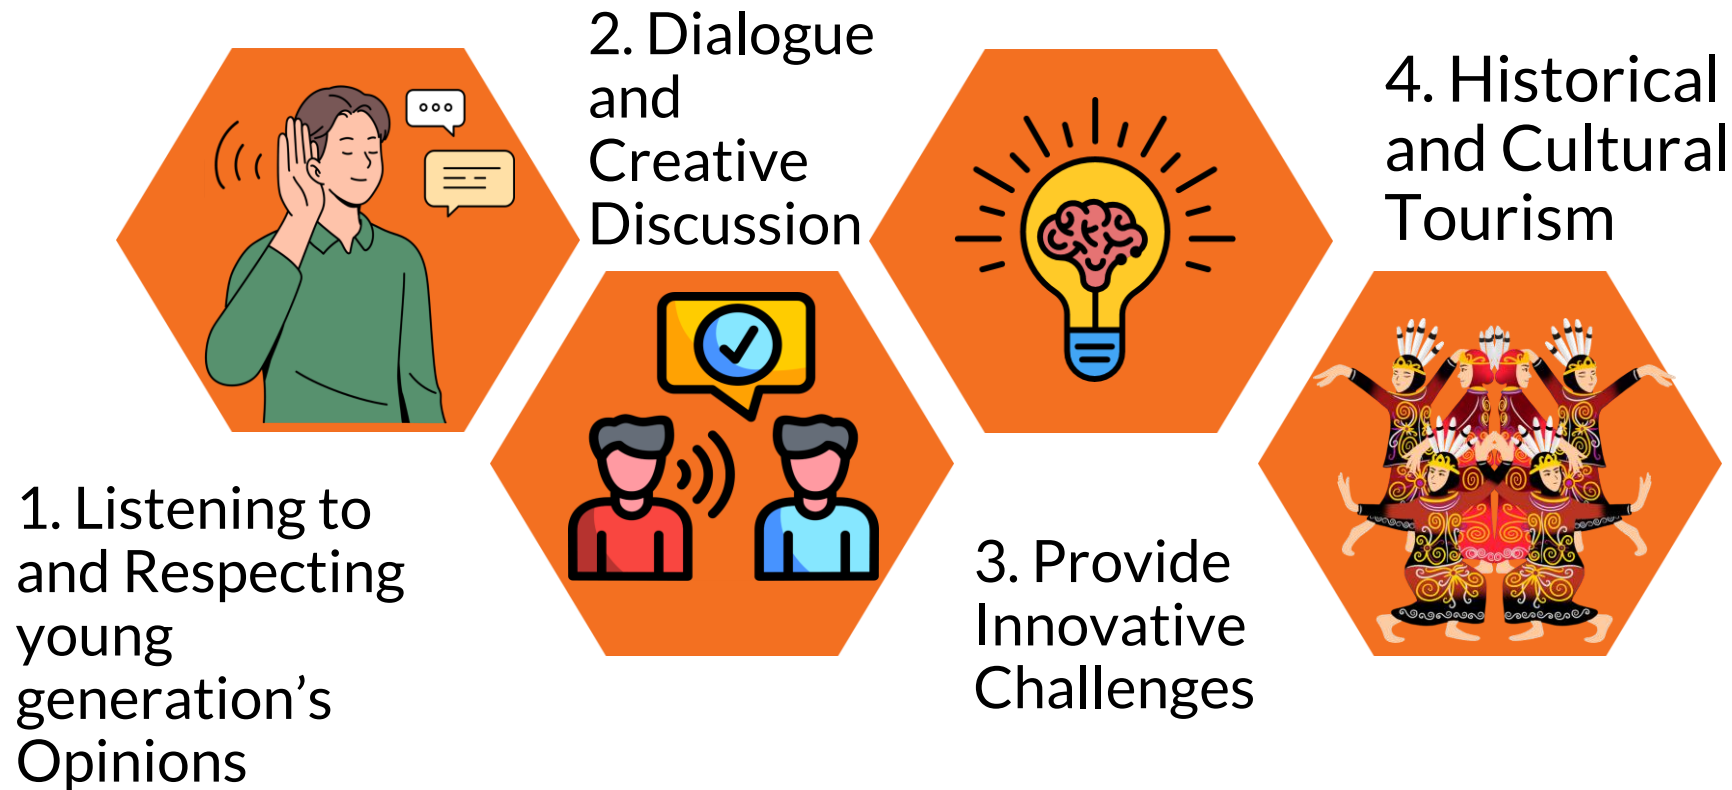 1. Listening to
and Respecting
young
generation’s
Opinions
2. Dialogue
and
Creative
Discussion
3. Provide
Innovative
Challenges
4. Historical
and Cultural
Tourism